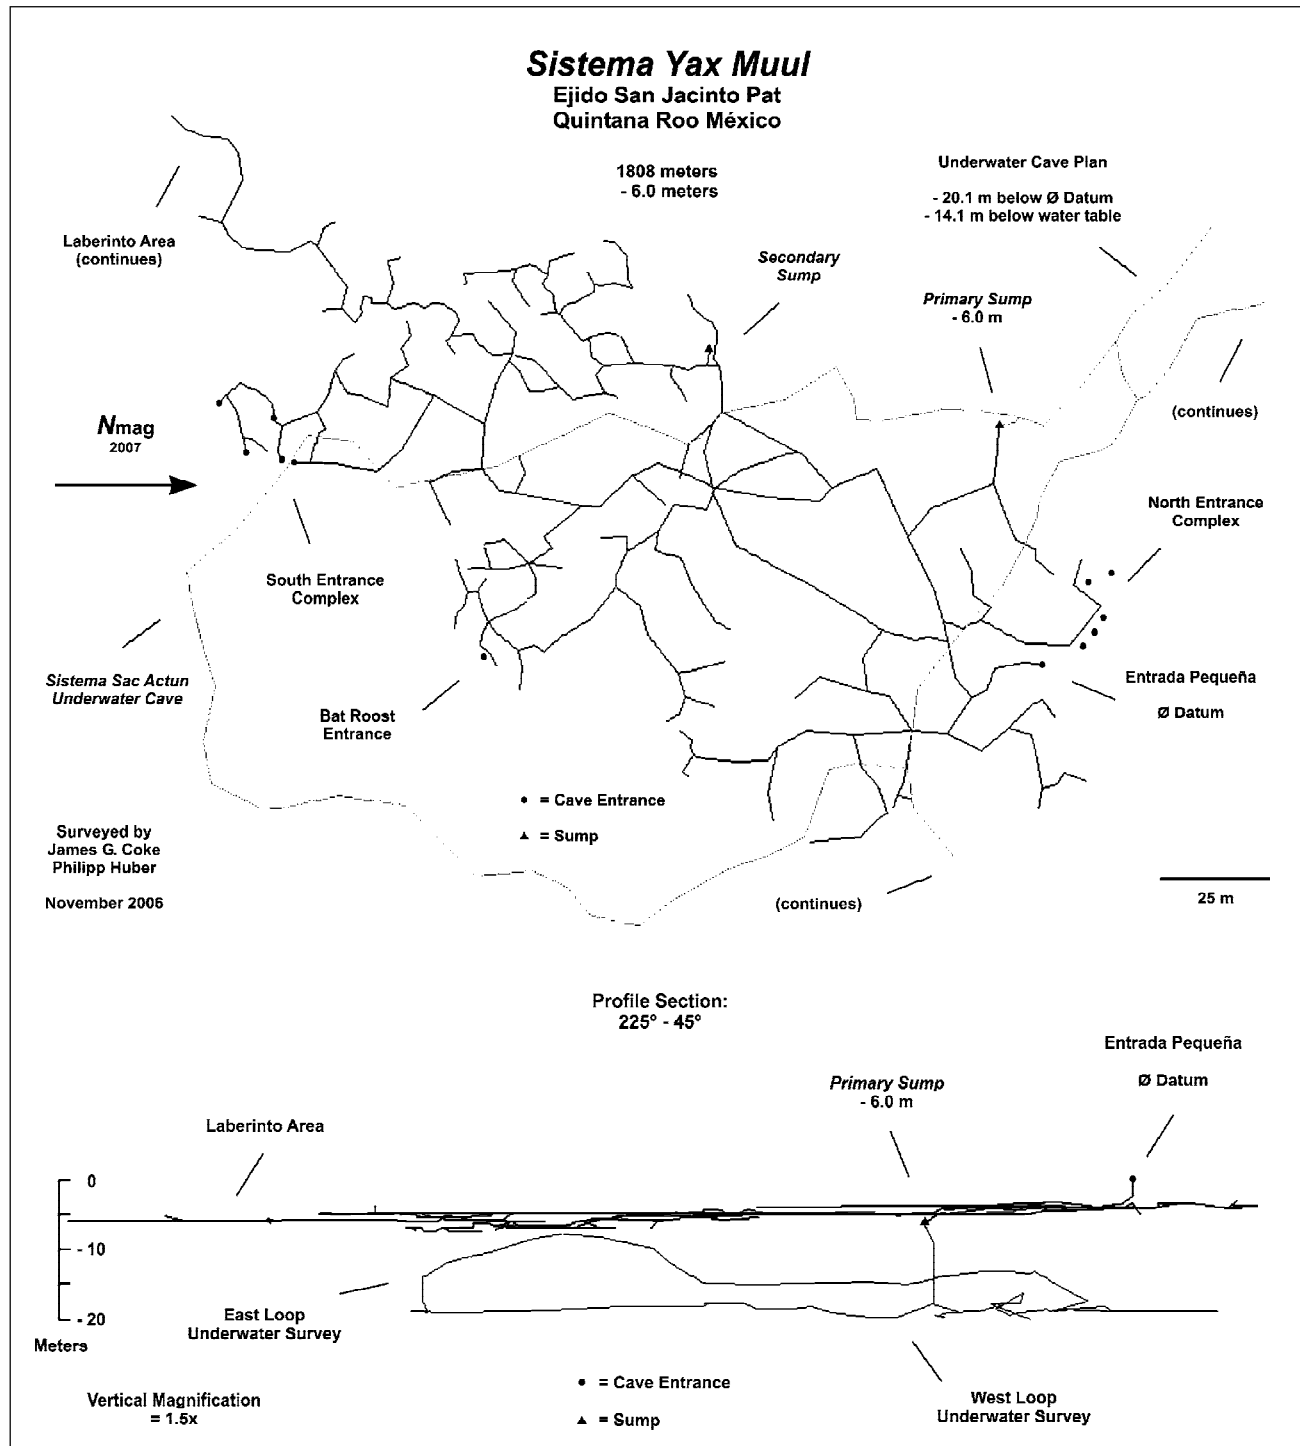 Sistema Yax Muul
Ejido San Jacinto Pat
Quintana Roo México
1808 meters
- 6.0 meters
Underwater Cave Plan
- 20.1 m below Ø Datum
- 14.1 m below water table
Laberinto Area
(continues)
Secondary
Sump
Primary Sump
- 6.0 m
(continues)
Nmag
2007
North Entrance
Complex
South Entrance
Complex
Sistema Sac Actun
Underwater Cave
Bat Roost
Entrance
Entrada Pequeña
Ø Datum
= Cave Entrance
= Sump
Surveyed by
James G. Coke
Philipp Huber
November 2006
(continues)
25 m
Profile Section:
225° - 45°
Entrada Pequeña
Ø Datum
Primary Sump
- 6.0 m
Laberinto Area
0
- 10
- 20
Meters
East Loop
Underwater Survey
Vertical Magnification
= 1.5x
= Cave Entrance
= Sump
West Loop
Underwater Survey